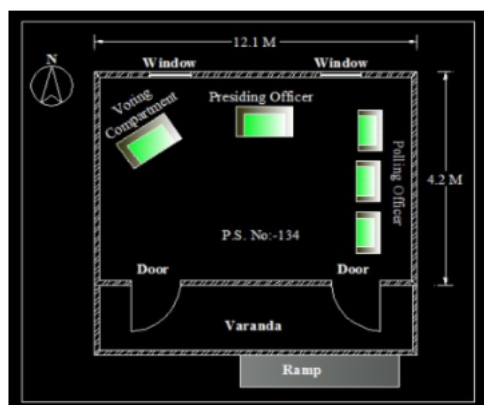 12.1 M
N
Window
Window
Voting
Compartment
Presiding Officer
Polling Officer
4.2 M
P.S. No:-134
Door
Door
Varanda
Ramp